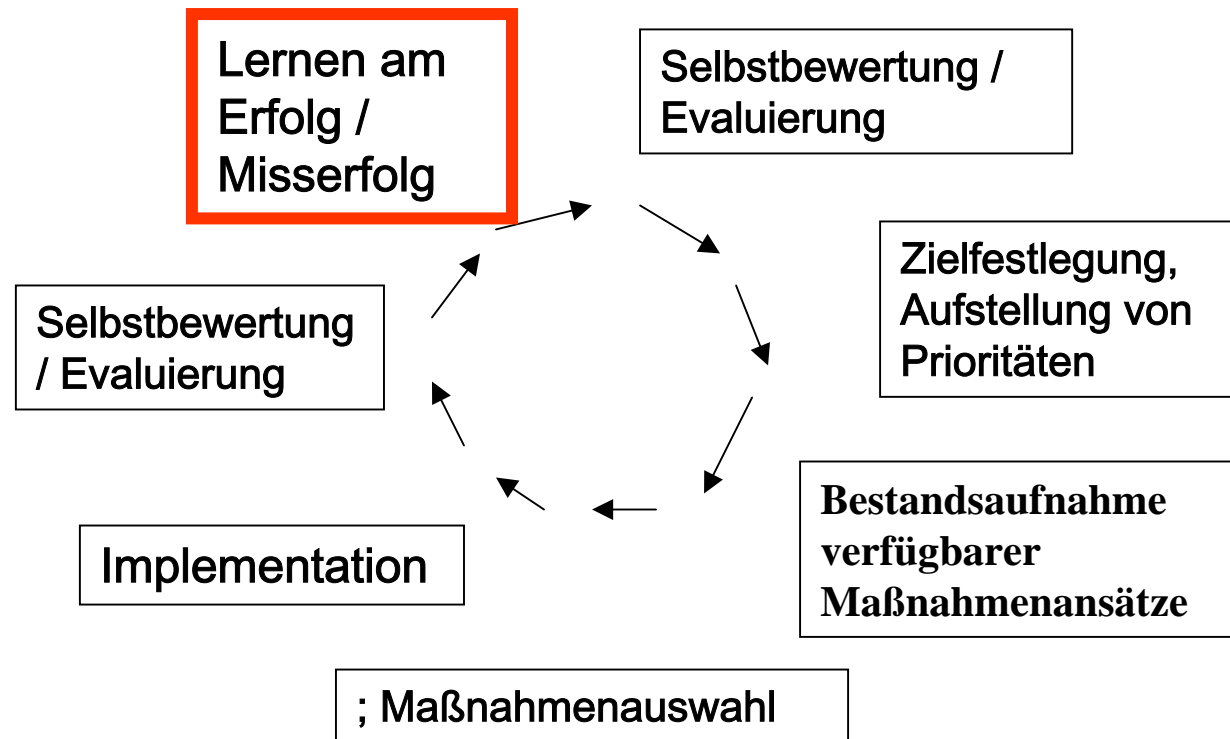 Lernen am
Erfolg /
Misserfolg
Selbstbewertung /
Evaluierung
Zielfestlegung,
Aufstellung von
Prioritäten
Bestandsaufnahme
verfügbarer
Maßnahmenansätze
; Maßnahmenauswahl
Implementation
Selbstbewertung
/ Evaluierung